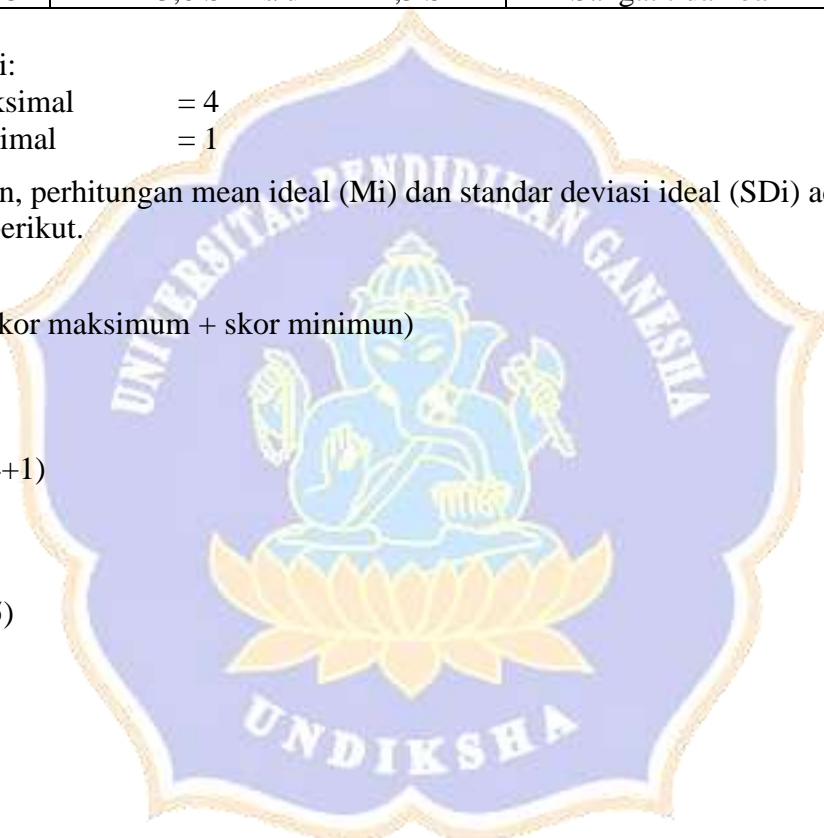 i:
ksimal = 4
imal = 1
n, perhitungan mean ideal (Mi) dan standar deviasi ideal (SDi) a
erikut.
kor maksimum + skor minimun)
+1)
)
UNIVERSITAS PENDIDIKAN GANESHA
UNDIKSHA